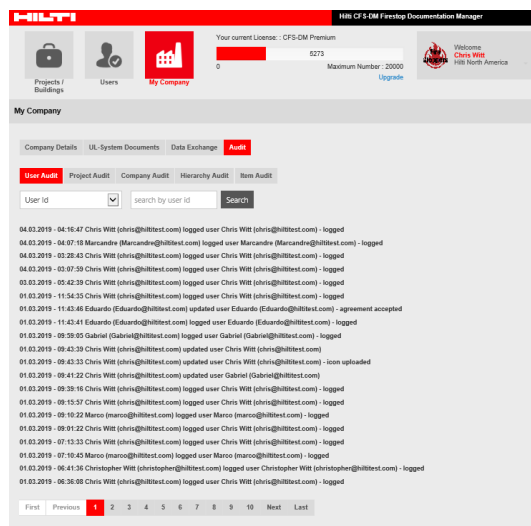 HILTI
Hilti CFS-DM Firestop Documentation Manager
Projects /
Buildings
Users
My Company
Your current License: : CFS-DM Premium
5273
0
Maximum Number : 20000
Upgrade
Welcome
Chris Witt
Hilti North America
My Company
Company Details
UL-System Documents
Data Exchange
Audit
User Audit
Project Audit
Company Audit
Hierarchy Audit
Item Audit
User Id
search by user id
Search
04.03.2019 - 04:16:47 Chris Witt (chris@hiltitest.com) logged user Chris Witt (chris@hiltitest.com) - logged
04.03.2019 - 04:07:18 Marcandre (Marcandre@hiltitest.com) logged user Marcandre (Marcandre@hiltitest.com) - logged
04.03.2019 - 03:28:43 Chris Witt (chris@hiltitest.com) logged user Chris Witt (chris@hiltitest.com) - logged
04.03.2019 - 03:07:59 Chris Witt (chris@hiltitest.com) logged user Chris Witt (chris@hiltitest.com) - logged
03.03.2019 - 05:42:39 Chris Witt (chris@hiltitest.com) logged user Chris Witt (chris@hiltitest.com) - logged
01.03.2019 - 11:54:35 Chris Witt (chris@hiltitest.com) logged user Chris Witt (chris@hiltitest.com) - logged
01.03.2019 - 11:43:46 Eduardo (Eduardo@hiltitest.com) updated user Eduardo (Eduardo@hiltitest.com) - agreement accepted
01.03.2019 - 11:43:41 Eduardo (Eduardo@hiltitest.com) logged user Eduardo (Eduardo@hiltitest.com) - logged
01.03.2019 - 09:59:05 Gabriel (Gabriel@hiltitest.com) logged user Gabriel (Gabriel@hiltitest.com) - logged
01.03.2019 - 09:43:39 Chris Witt (chris@hiltitest.com) updated user Chris Witt (chris@hiltitest.com)
01.03.2019 - 09:43:33 Chris Witt (chris@hiltitest.com) updated user Chris Witt (chris@hiltitest.com) - icon uploaded
01.03.2019 - 09:41:22 Chris Witt (chris@hiltitest.com) updated user Gabriel (Gabriel@hiltitest.com)
01.03.2019 - 09:39:16 Chris Witt (chris@hiltitest.com) logged user Chris Witt (chris@hiltitest.com) - logged
01.03.2019 - 09:15:57 Chris Witt (chris@hiltitest.com) logged user Chris Witt (chris@hiltitest.com) - logged
01.03.2019 - 09:10:22 Marco (marco@hiltitest.com) logged user Marco (marco@hiltitest.com) - logged
01.03.2019 - 09:01:22 Chris Witt (chris@hiltitest.com) logged user Chris Witt (chris@hiltitest.com) - logged
01.03.2019 - 07:13:33 Chris Witt (chris@hiltitest.com) logged user Chris Witt (chris@hiltitest.com) - logged
01.03.2019 - 07:10:45 Marco (marco@hiltitest.com) logged user Marco (marco@hiltitest.com) - logged
01.03.2019 - 06:41:36 Christopher Witt (christopher@hiltitest.com) logged user Christopher Witt (christopher@hiltitest.com) - logged
01.03.2019 - 06:36:08 Chris Witt (chris@hiltitest.com) logged user Chris Witt (chris@hiltitest.com) - logged
First Previous 1 2 3 4 5 6 7 8 9 10 Next Last